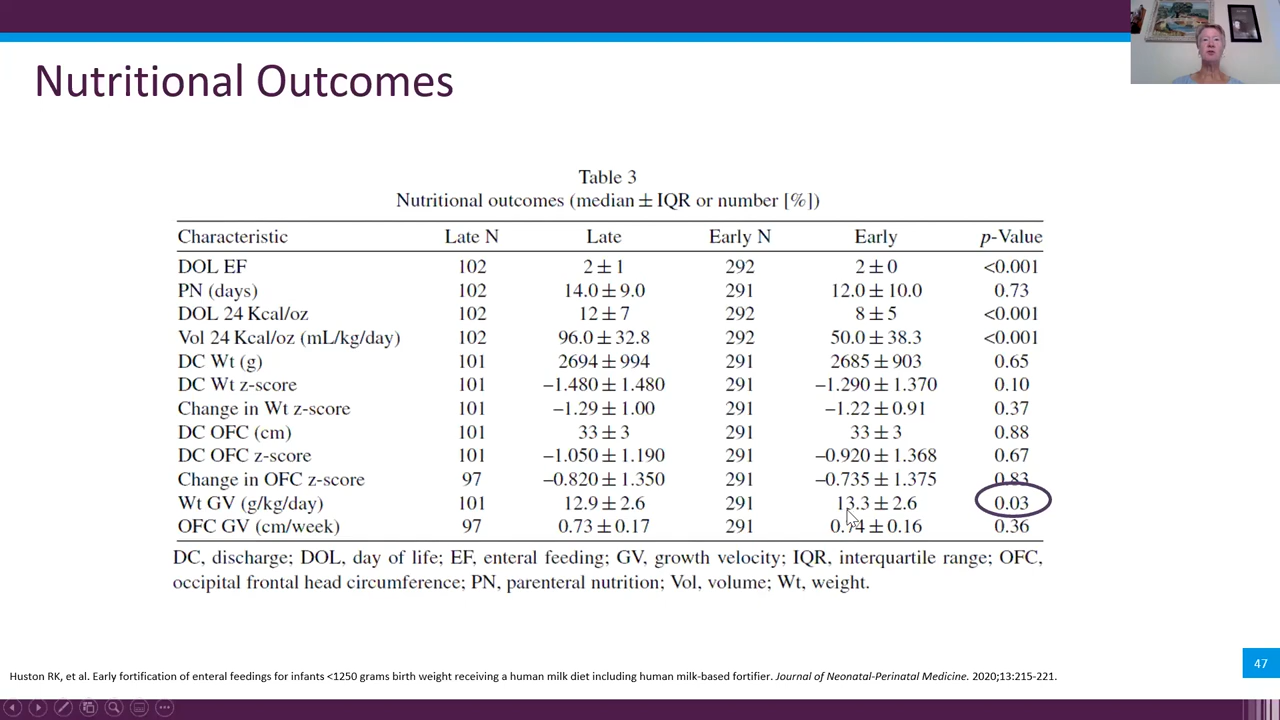 Nutritional Outcomes
Table 3
Nutritional outcomes (median ± IQR or number [%])
Characteristic Late N Late Early N Early p-Value
DOL EF 102 2 ± 1 292 2 ± 0 <0.001
PN (days) 102 14.0 ± 9.0 291 12.0 ± 10.0 0.73
DOL 24 Kcal/oz 102 12 ± 7 292 8 ± 5 <0.001
Vol 24 Kcal/oz (mL/kg/day) 102 96.0 ± 32.8 292 50.0 ± 38.3 <0.001
DC Wt (g) 101 2694 ± 994 291 2685 ± 903 0.65
DC Wt z-score 101 –1.480 ± 1.480 291 –1.290 ± 1.370 0.10
Change in Wt z-score 101 –1.29 ± 1.00 291 –1.22 ± 0.91 0.37
DC OFC (cm) 101 33 ± 3 291 33 ± 3 0.88
DC OFC z-score 101 –1.050 ± 1.190 291 –0.920 ± 1.368 0.67
Change in OFC z-score 97 –0.820 ± 1.350 291 –0.735 ± 1.375 0.83
Wt GV (g/kg/day) 101 12.9 ± 2.6 291 13.3 ± 2.6 0.03
OFC GV (cm/week) 97 0.73 ± 0.17 291 0.74 ± 0.16 0.36
DC, discharge; DOL, day of life; EF, enteral feeding; GV, growth velocity; IQR, interquartile range; OFC,
occipital frontal head circumference; PN, parenteral nutrition; Vol, volume; Wt, weight.
47
Huston RK, et al. Early fortification of enteral feedings for infants <1250 grams birth weight receiving a human milk diet including human milk-based fortifier. Journal of Neonatal-Perinatal Medicine. 2020;13:215-221.